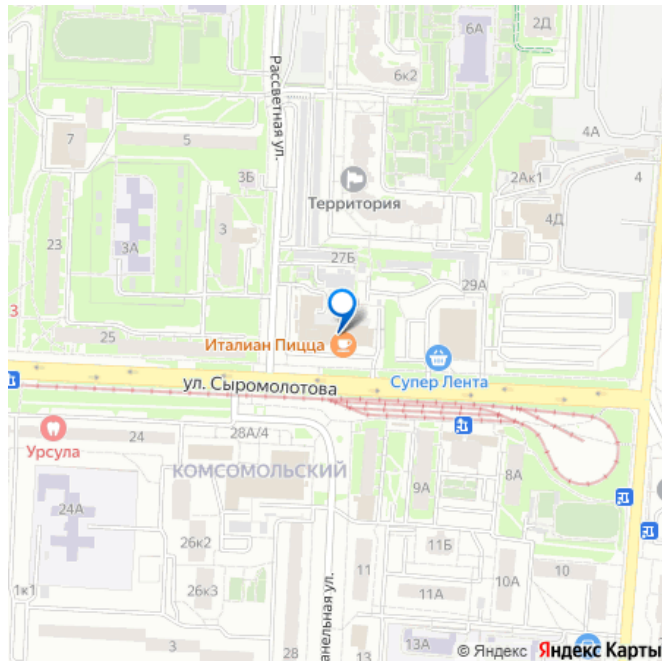 6А
2Д
6к2
Рассветная ул.
7
5
4А
3Б
2Ак1
4
Территория
3А
3
4Д
23
27Б
29А
3
Италиан Пицца
25
Супер Лента
ул. Сыромолотова
24
28А/4
Урсула
КОМСОМОЛЬСКИЙ
9А
8А
24А
26к2
11Б
11
10А
10
1к1
26к3
11А
анельная ул.
3
28
13А
© Яндекс Яндекс Карты